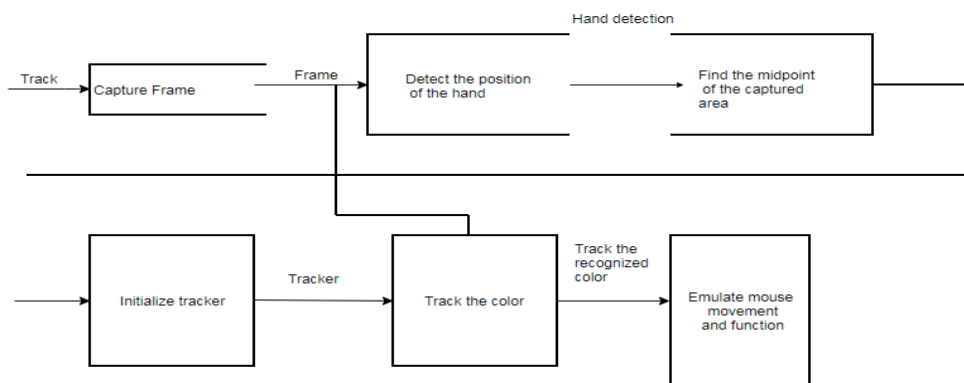 Hand detection
Track
Capture Frame
Frame
Detect the position
of the hand
Find the midpoint
of the captured
area
Initialize tracker
Tracker
Track the color
Track the
recognized
color
Emulate mouse
movement
and function